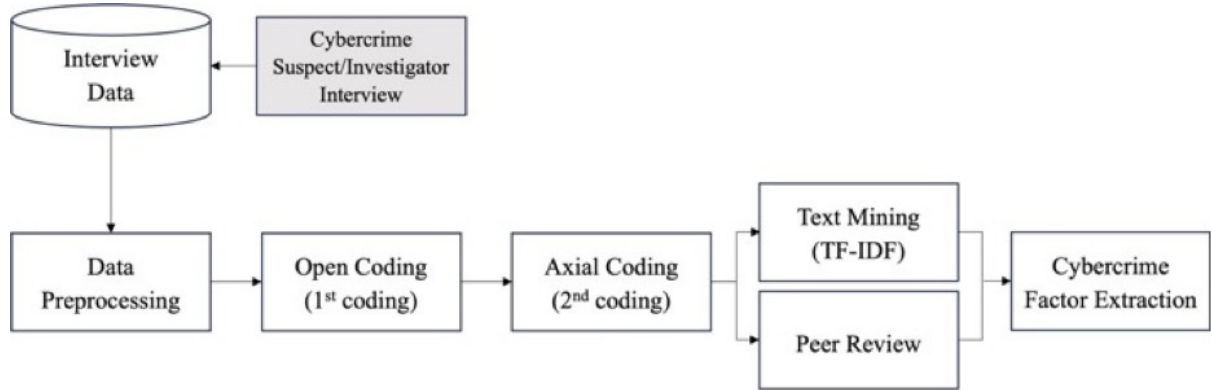 Interview
Data
Cybercrime
Suspect/Investigator
Interview
Data
Preprocessing
Open Coding
(1st coding)
Axial Coding
(2nd coding)
Text Mining
(TF-IDF)
Peer Review
Cybercrime
Factor Extraction